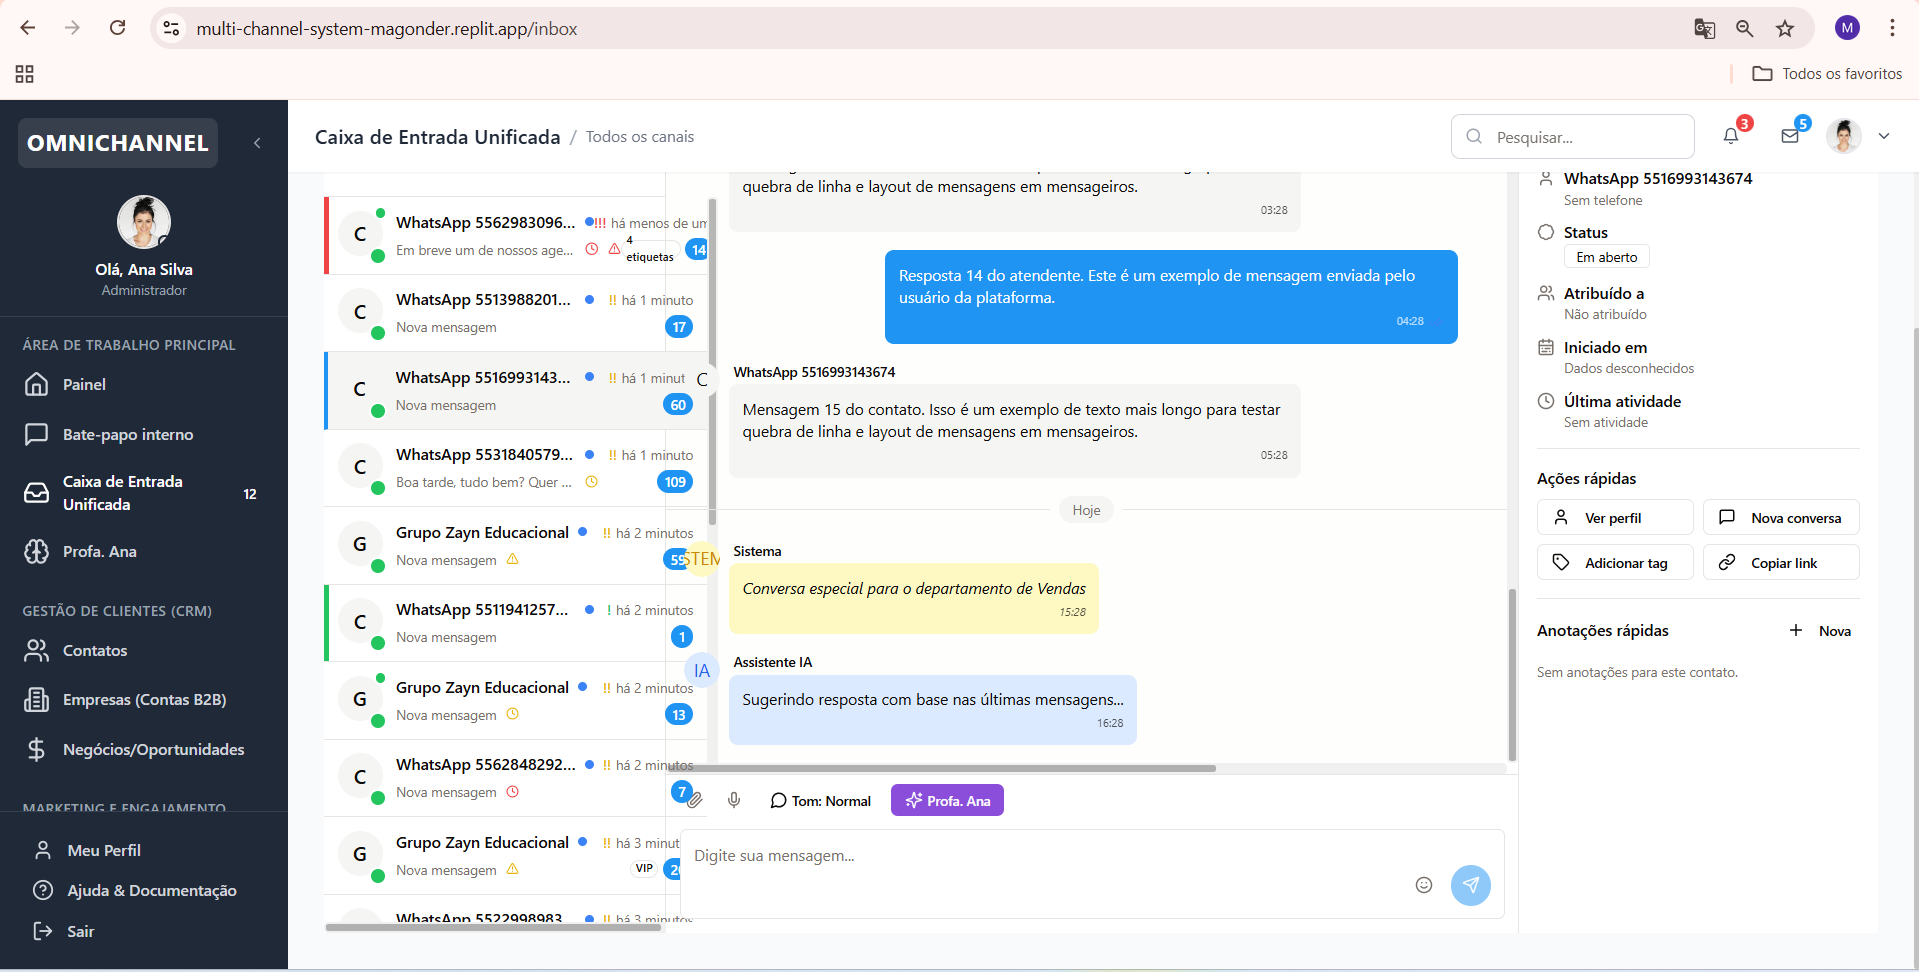 multi-channel-system-magonder.replit.app/inbox
M
Todos os favoritos
OMNICHANNEL
Olá, Ana Silva
Administrador
ÁREA DE TRABALHO PRINCIPAL
Painel
Bate-papo interno
Caixa de Entrada
Unificada
12
Profa. Ana
GESTÃO DE CLIENTES (CRM)
Contatos
Empresas (Contas B2B)
Negócios/Oportunidades
MARKETING E ENGAJAMENTO
Meu Perfil
Ajuda & Documentação
Sair
Caixa de Entrada Unificada / Todos os canais
Pesquisar...
3
5
C
WhatsApp 5562983096... !!! há menos de um
Em breve um de nossos age...
4
etiquetas
14
C
WhatsApp 5513988201... !! há 1 minuto
Nova mensagem
17
C
WhatsApp 5516993143... !! há 1 minut
Nova mensagem
60
C
WhatsApp 5531840579... !! há 1 minuto
Boa tarde, tudo bem? Quer ...
109
G
Grupo Zayn Educacional !! há 2 minutos
Nova mensagem
59
C
WhatsApp 5511941257... ! há 2 minutos
Nova mensagem
1
G
Grupo Zayn Educacional !! há 2 minutos
Nova mensagem
13
C
WhatsApp 5562848292... !! há 2 minutos
Nova mensagem
7
G
Grupo Zayn Educacional !! há 3 minut
Nova mensagem
VIP
WhatsApp 5522998983 !! há 3 minutos
quebra de linha e layout de mensagens em mensageiros.
03:28
Resposta 14 do atendente. Este é um exemplo de mensagem enviada pelo
usuário da plataforma.
04:28
WhatsApp 5516993143674
C
Mensagem 15 do contato. Isso é um exemplo de texto mais longo para testar
quebra de linha e layout de mensagens em mensageiros.
05:28
Hoje
Sistema
STEM
Conversa especial para o departamento de Vendas
15:28
Assistente IA
IA
Sugerindo resposta com base nas últimas mensagens...
16:28
Tom: Normal
Profa. Ana
Digite sua mensagem...
WhatsApp 5516993143674
Sem telefone
Status
Em aberto
Atribuído a
Não atribuído
Iniciado em
Dados desconhecidos
Última atividade
Sem atividade
Ações rápidas
Ver perfil
Nova conversa
Adicionar tag
Copiar link
Anotações rápidas
+ Nova
Sem anotações para este contato.